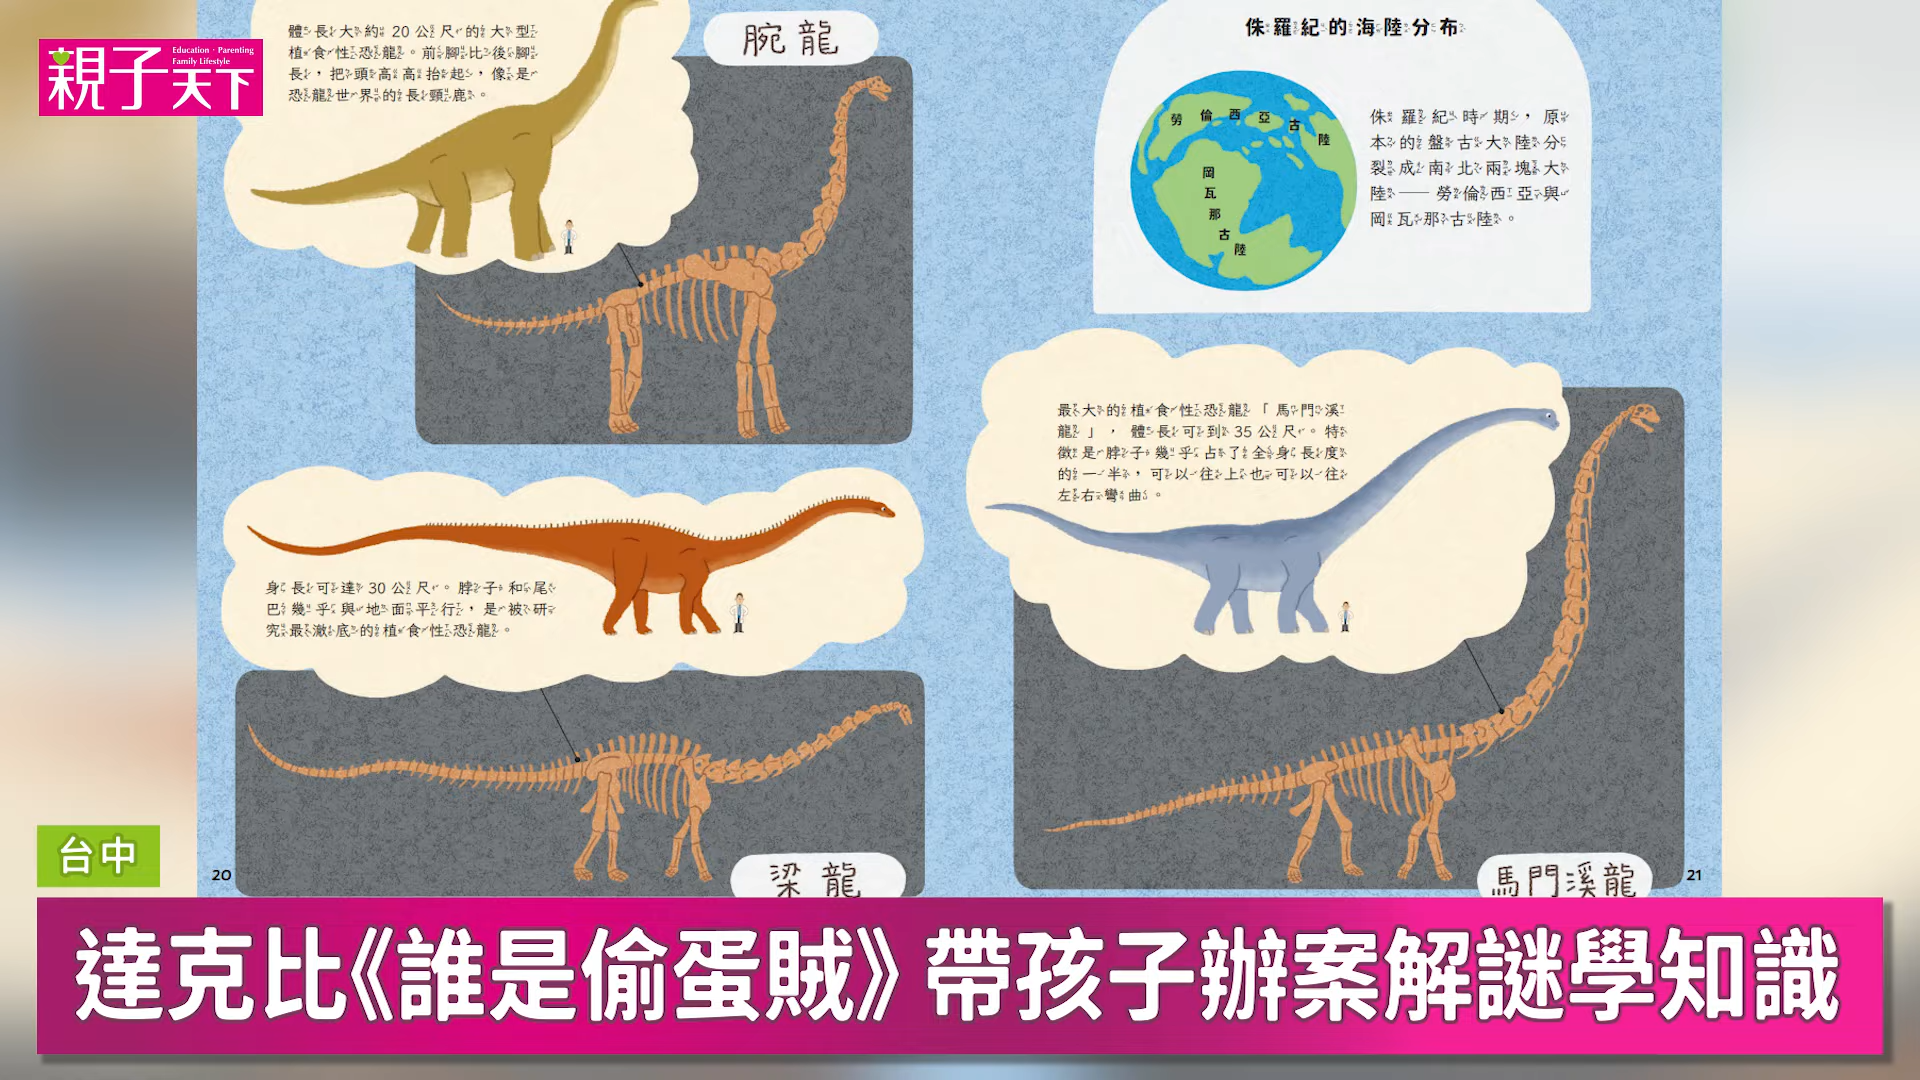 親子天下
Education · Parenting
Family Lifestyle
體長大約 20 公尺的大型
植食性恐龍。前腳比後腳
長，把頭高高抬起，像是
恐龍世界的長頸鹿。
腕龍
侏羅紀的海陸分布
勞倫西亞古陸
岡瓦那古陸
侏羅紀時期，原
本的盤古大陸分
裂成南北兩塊大
陸——勞倫西亞與
岡瓦那古陸。
身長可達 30 公尺。脖子和尾
巴幾乎與地面平行，是被研
究最澈底的植食性恐龍。
梁龍
20
最大的植食性恐龍「馬門溪
龍」，體長可到 35 公尺。特
徵是脖子幾乎占了全身長度
的一半，可以往上也可以往
左右彎曲。
馬門溪龍
21
台中
達克比《誰是偷蛋賊》帶孩子辦案解謎學知識